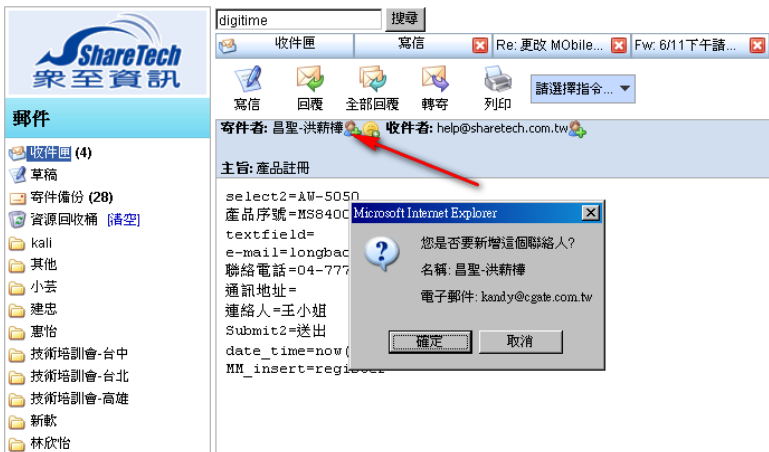 digitime
搜尋
ShareTech
眾至資訊
收件匣
寫信
Re: 更改 MObile...
Fw: 6/11下午請...
寫信
回覆
全部回覆
轉寄
列印
請選擇指令...
郵件
寄件者: 昌聖-洪薪樺
收件者: help@sharetech.com.tw
主旨: 產品註冊
收件匣 (4)
草稿
寄件備份 (28)
資源回收桶 [清空]
kali
其他
小芸
建忠
惠怡
技術培訓會-台中
技術培訓會-台北
技術培訓會-高雄
新軟
林欣怡
select2=AW-5050
產品序號=MS8400
textfield=
e-mail=longbac
聯絡電話=04-777
通訊地址=
連絡人=王小姐
Submit2=送出
date_time=now(
MM_insert=regi
Microsoft Internet Explorer
您是否要新增這個聯絡人?
名稱: 昌聖-洪薪樺
電子郵件: kandy@cgate.com.tw
確定
取消